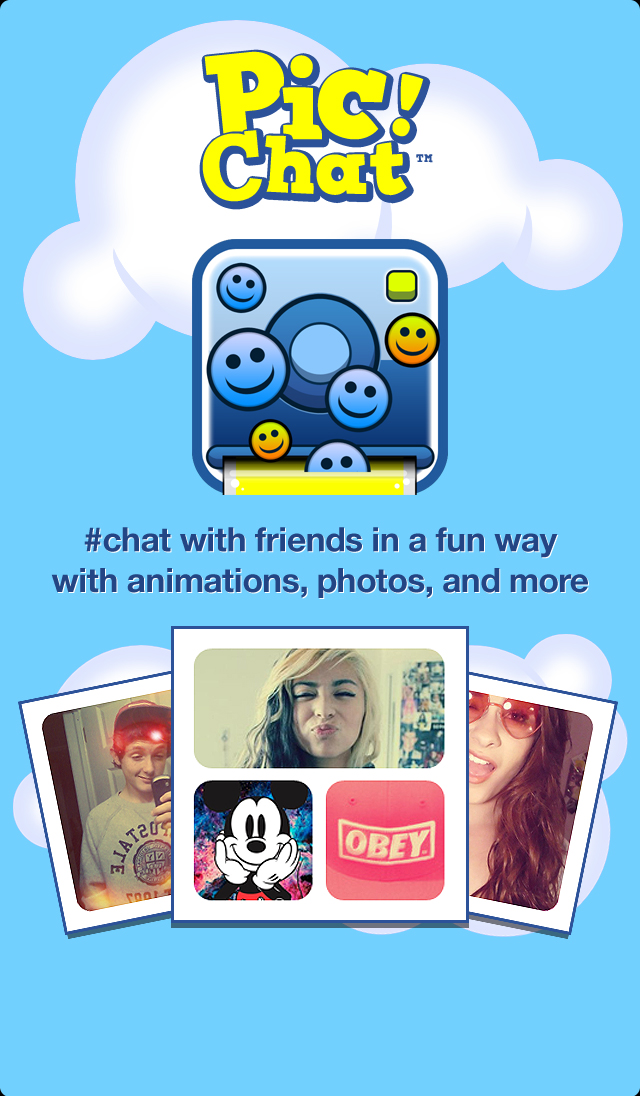 Pic!
Chat™
#chat with friends in a fun way
with animations, photos, and more
OBEY.